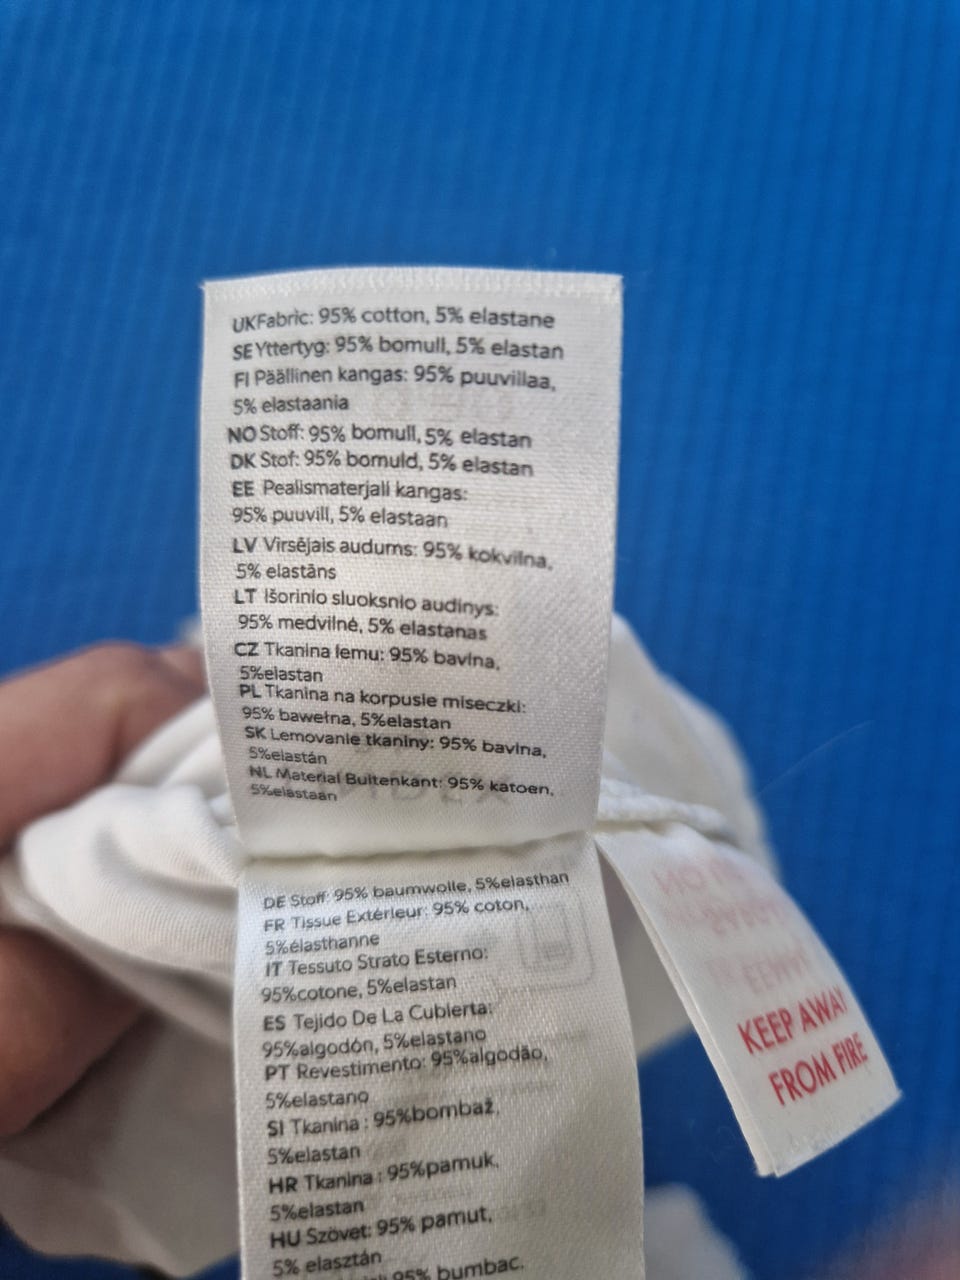 UK Fabric: 95% cotton, 5% elastane
SE Yttertyg: 95% bomull, 5% elastan
FI Päällinen kangas: 95% puuvillaa,
5% elastaania
NO Stoff: 95% bomull, 5% elastan
DK Stof: 95% bomuld, 5% elastan
EE Pealismaterjali kangas:
95% puuvill, 5% elastaan
LV Virsējais audums: 95% kokvilna,
5% elastāns
LT Išorinio sluoksnio audinys:
95% medvilnė, 5% elastanas
CZ Tkanina lemu: 95% bavlna,
5%elastan
PL Tkanina na korpusie miseczki:
95% bawełna, 5%elastan
SK Lemovanie tkaniny: 95% bavlna,
5%elastán
NL Material Buitenkant: 95% katoen,
5%elastaan
DE Stoff: 95% baumwolle, 5%elasthan
FR Tissue Extérieur: 95% coton,
5%élasthanne
IT Tessuto Strato Esterno:
95%cotone, 5%elastan
ES Tejido De La Cubierta:
95%algodón, 5%elastano
PT Revestimento: 95%algodão,
5%elastano
SI Tkanina : 95%bombaž,
5%elastan
HR Tkanina : 95%pamuk,
5%elastan
HU Szövet: 95% pamut,
5% elasztán
95% bumbac.
KEEP AWAY
FROM FIRE